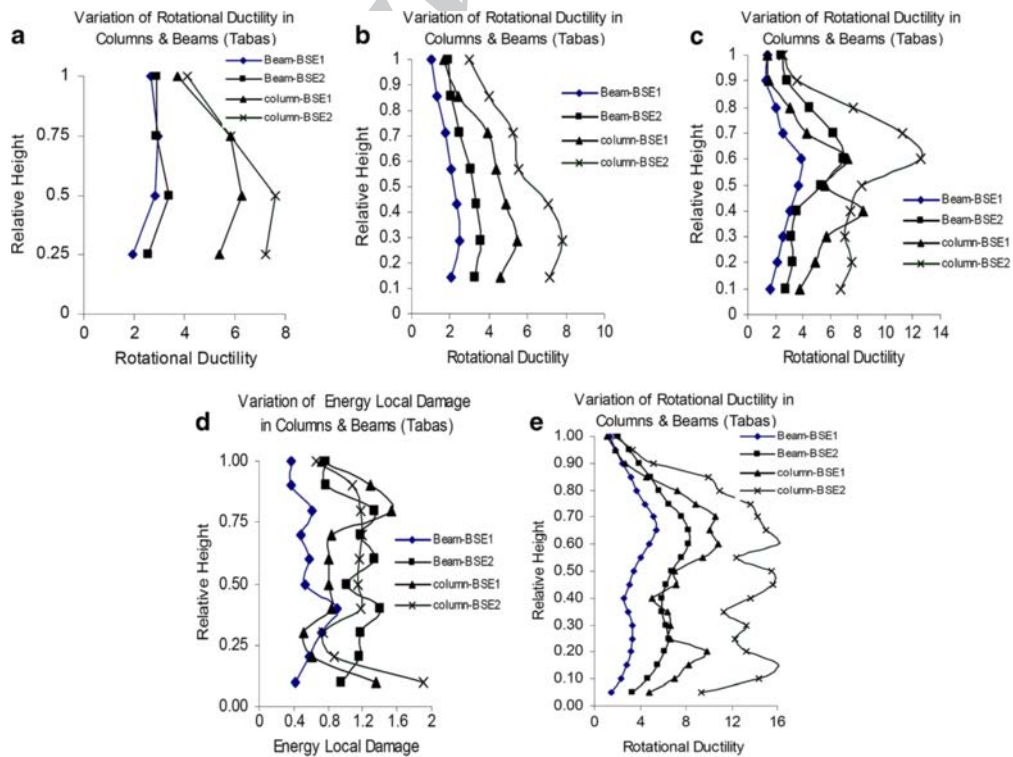 a
Variation of Rotational Ductility in
Columns & Beams (Tabas)
Beam-BSE1
Beam-BSE2
column-BSE1
column-BSE2
Relative Height
1
0.75
0.5
0.25
0
0 2 4 6 8
Rotational Ductility
b
Variation of Rotational Ductility in
Columns & Beams (Tabas)
Beam-BSE1
Beam-BSE2
column-BSE1
column-BSE2
Relative Height
1
0.9
0.8
0.7
0.6
0.5
0.4
0.3
0.2
0.1
0
0 2 4 6 8 10
Rotational Ductility
c
Variation of Rotational Ductility in
Columns & Beams (Tabas)
Beam-BSE1
Beam-BSE2
column-BSE1
column-BSE2
Relative Height
1
0.9
0.8
0.7
0.6
0.5
0.4
0.3
0.2
0.1
0
0 2 4 6 8 10 12 14
Rotational Ductility
d
Variation of Energy Local Damage
in Columns & Beams (Tabas)
Beam-BSE1
Beam-BSE2
column-BSE1
column-BSE2
Relative Height
1.00
0.75
0.50
0.25
0.00
0 0.4 0.8 1.2 1.6 2
Energy Local Damage
e
Variation of Rotational Ductility in
Columns & Beams (Tabas)
Beam-BSE1
Beam-BSE2
column-BSE1
column-BSE2
Relative Height
1.00
0.90
0.80
0.70
0.60
0.50
0.40
0.30
0.20
0.10
0.00
0 4 8 12 16
Rotational Ductility